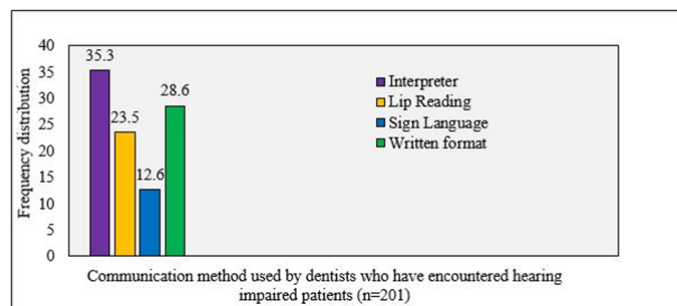 40
35
30
25
20
15
10
5
0
Frequency distribution
35.3
23.5
12.6
28.6
Interpreter
Lip Reading
Sign Language
Written format
Communication method used by dentists who have encountered hearing
impaired patients (n=201)